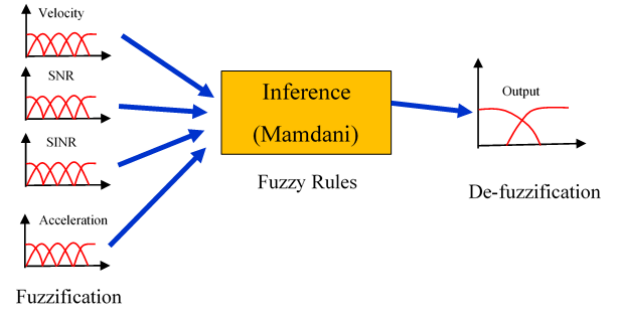 Velocity
SNR
SINR
Acceleration
Fuzzification
Inference
(Mamdani)
Fuzzy Rules
Output
De-fuzzification